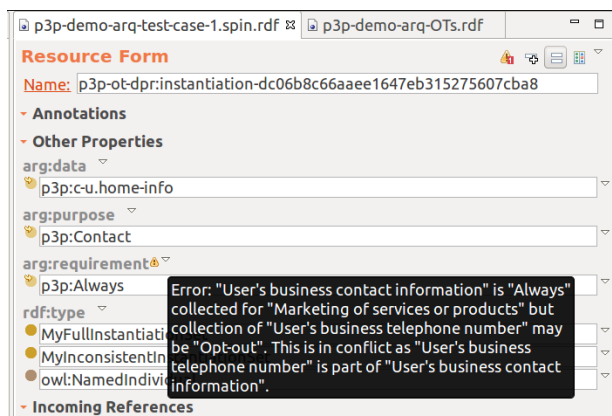 p3p-demo-arq-test-case-1.spin.rdf p3p-demo-arq-OTs.rdf
Resource Form
Name: p3p-ot-dpr:instantiation-dc06b8c66aaee1647eb315275607cba8
Annotations
Other Properties
arg:data
p3p:c-u.home-info
arg:purpose
p3p:Contact
arg:requirement
p3p:Always
Error: "User's business contact information" is "Always"
collected for "Marketing of services or products" but
collection of "User's business telephone number" may
be "Opt-out". This is in conflict as "User's business
telephone number" is part of "User's business contact
information".
rdf:type
MyFullInstantiatio
MyInconsistentIn
owl:NamedIndivid
Incoming References